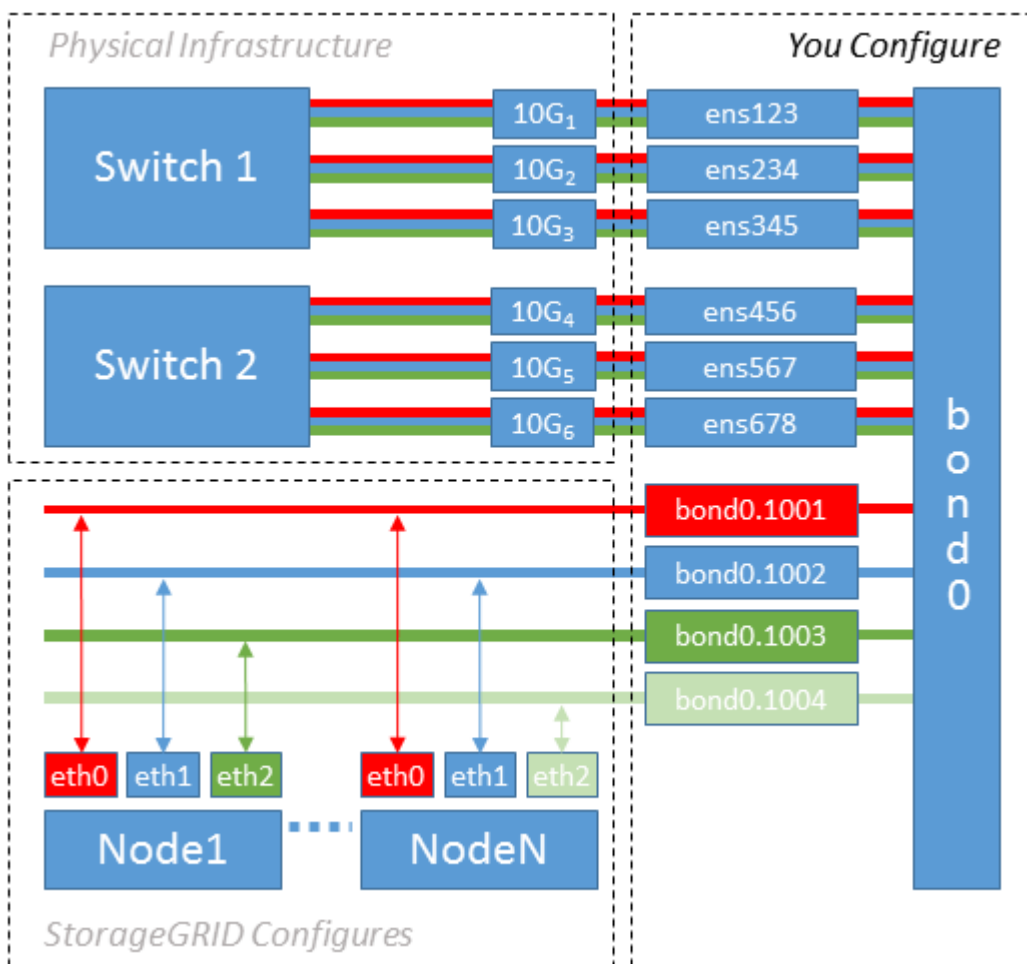 Physical Infrastructure
You Configure
Switch 1
10G₁
ens123
10G₂
ens234
10G₃
ens345
Switch 2
10G₄
ens456
10G₅
ens567
10G₆
ens678
bond0
bond0.1001
bond0.1002
bond0.1003
bond0.1004
eth0
eth1
eth2
eth0
eth1
eth2
Node1
NodeN
StorageGRID Configures